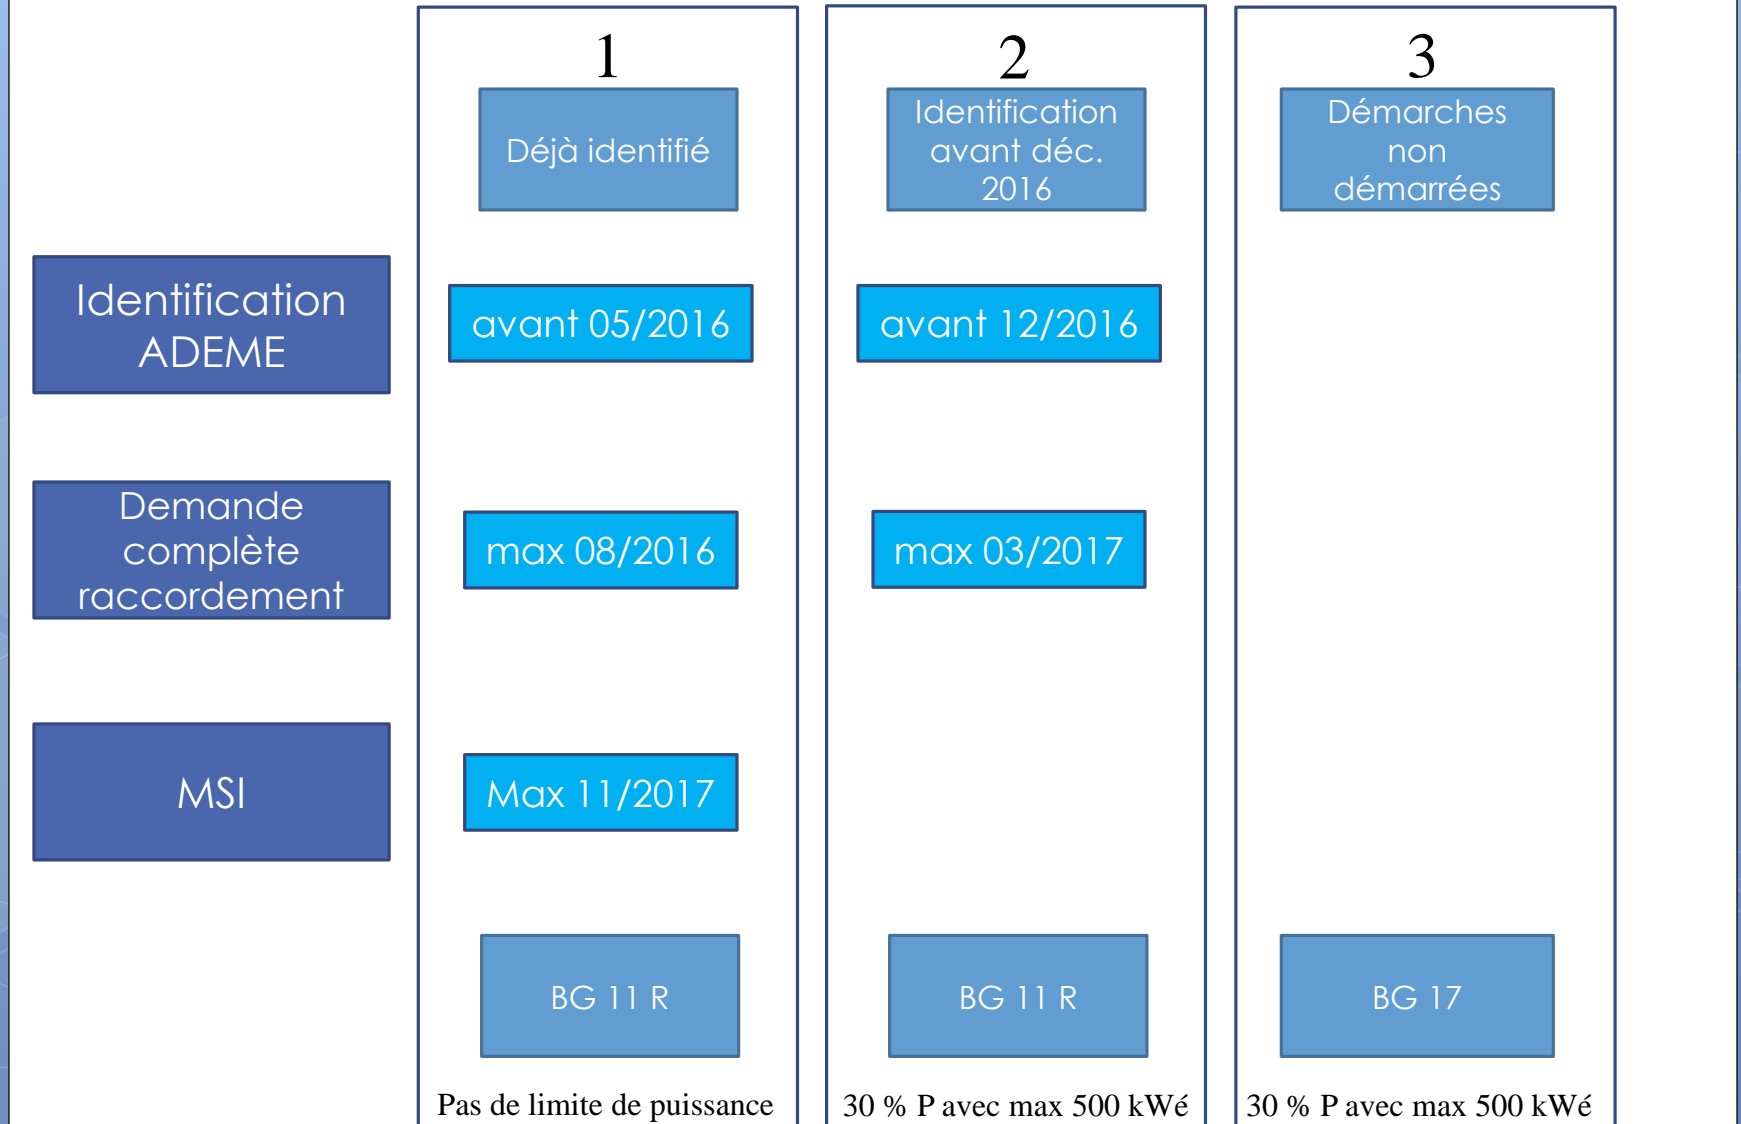 1
2
3
Déjà identifié
Identification
avant déc.
2016
Démarches
non
démarrées
Identification
ADEME
avant 05/2016
avant 12/2016
Demande
complète
raccordement
max 08/2016
max 03/2017
MSI
Max 11/2017
BG 11 R
BG 11 R
BG 17
Pas de limite de puissance
30 % P avec max 500 kWé
30 % P avec max 500 kWé